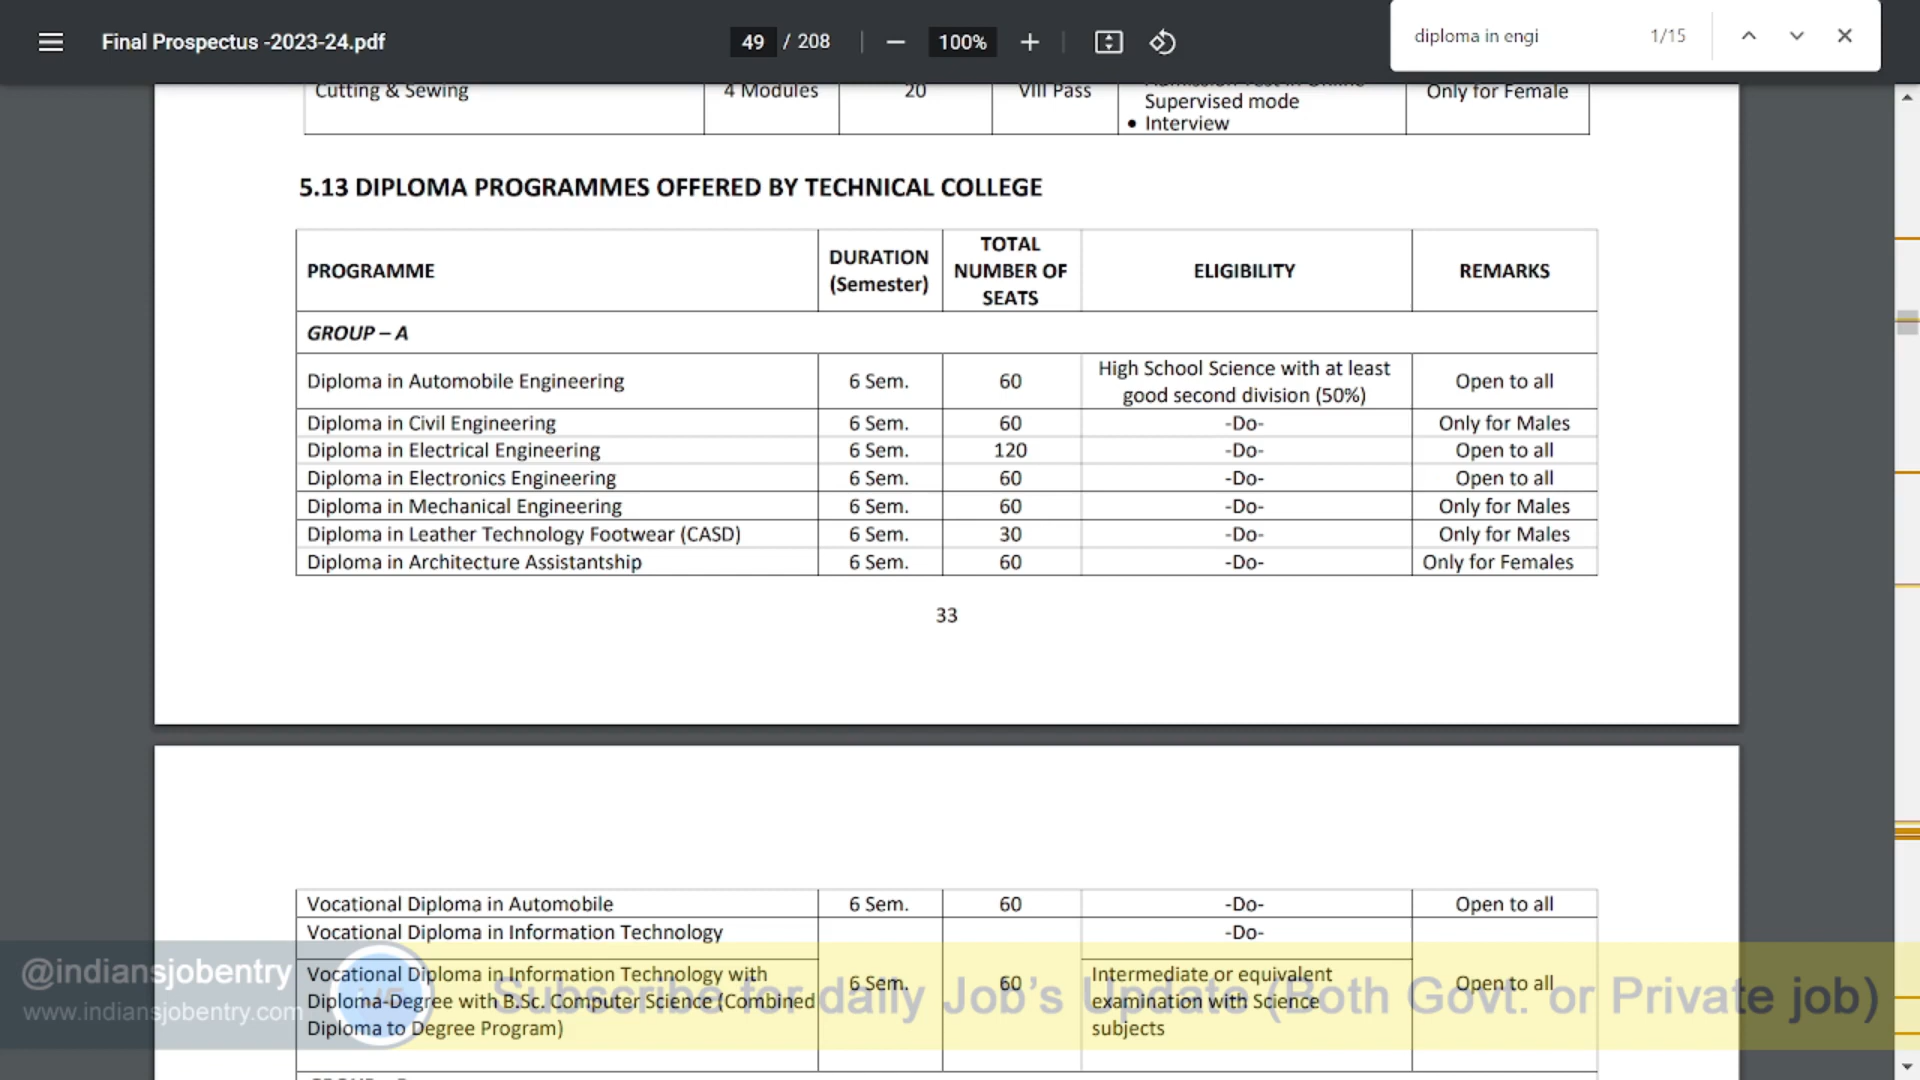 Final Prospectus -2023-24.pdf
49 / 208
100%
diploma in engi
1/15
Cutting & Sewing 4 Modules 20 VIII Pass Only for Female
Supervised mode
• Interview
5.13 DIPLOMA PROGRAMMES OFFERED BY TECHNICAL COLLEGE
PROGRAMME DURATION (Semester) TOTAL NUMBER OF SEATS ELIGIBILITY REMARKS
GROUP – A
Diploma in Automobile Engineering 6 Sem. 60 High School Science with at least good second division (50%) Open to all
Diploma in Civil Engineering 6 Sem. 60 -Do- Only for Males
Diploma in Electrical Engineering 6 Sem. 120 -Do- Open to all
Diploma in Electronics Engineering 6 Sem. 60 -Do- Open to all
Diploma in Mechanical Engineering 6 Sem. 60 -Do- Only for Males
Diploma in Leather Technology Footwear (CASD) 6 Sem. 30 -Do- Only for Males
Diploma in Architecture Assistantship 6 Sem. 60 -Do- Only for Females
33
Vocational Diploma in Automobile 6 Sem. 60 -Do- Open to all
Vocational Diploma in Information Technology -Do-
Vocational Diploma in Information Technology with
Diploma-Degree with B.Sc. Computer Science (Combined
Diploma to Degree Program)
6 Sem. 60
Intermediate or equivalent
examination with Science
subjects
Open to all
@indiansjobentry
www.indiansjobentry.com
Subscribe for daily Job's Update (Both Govt. or Private job)